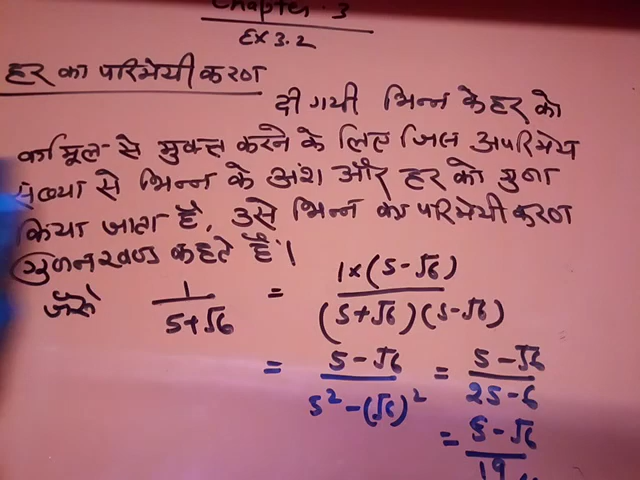 Chapter. 3
Ex 3.2
हर का परिमेयी करण
दी गयी भिन्न के हर को
करणीमूल से मुक्त करने के लिए जिस अपरिमेय
संख्या से भिन्न के अंश और हर को गुणा
किया जाता है, उसे भिन्न का परिमेयी करण
गुणनखण्ड कहते हैं।
जैसे 1/(5+√6) = 1×(5-√6)/(5+√6)(5-√6)
= 5-√6/5²-(√6)² = 5-√6/25-6
= 5-√6/19